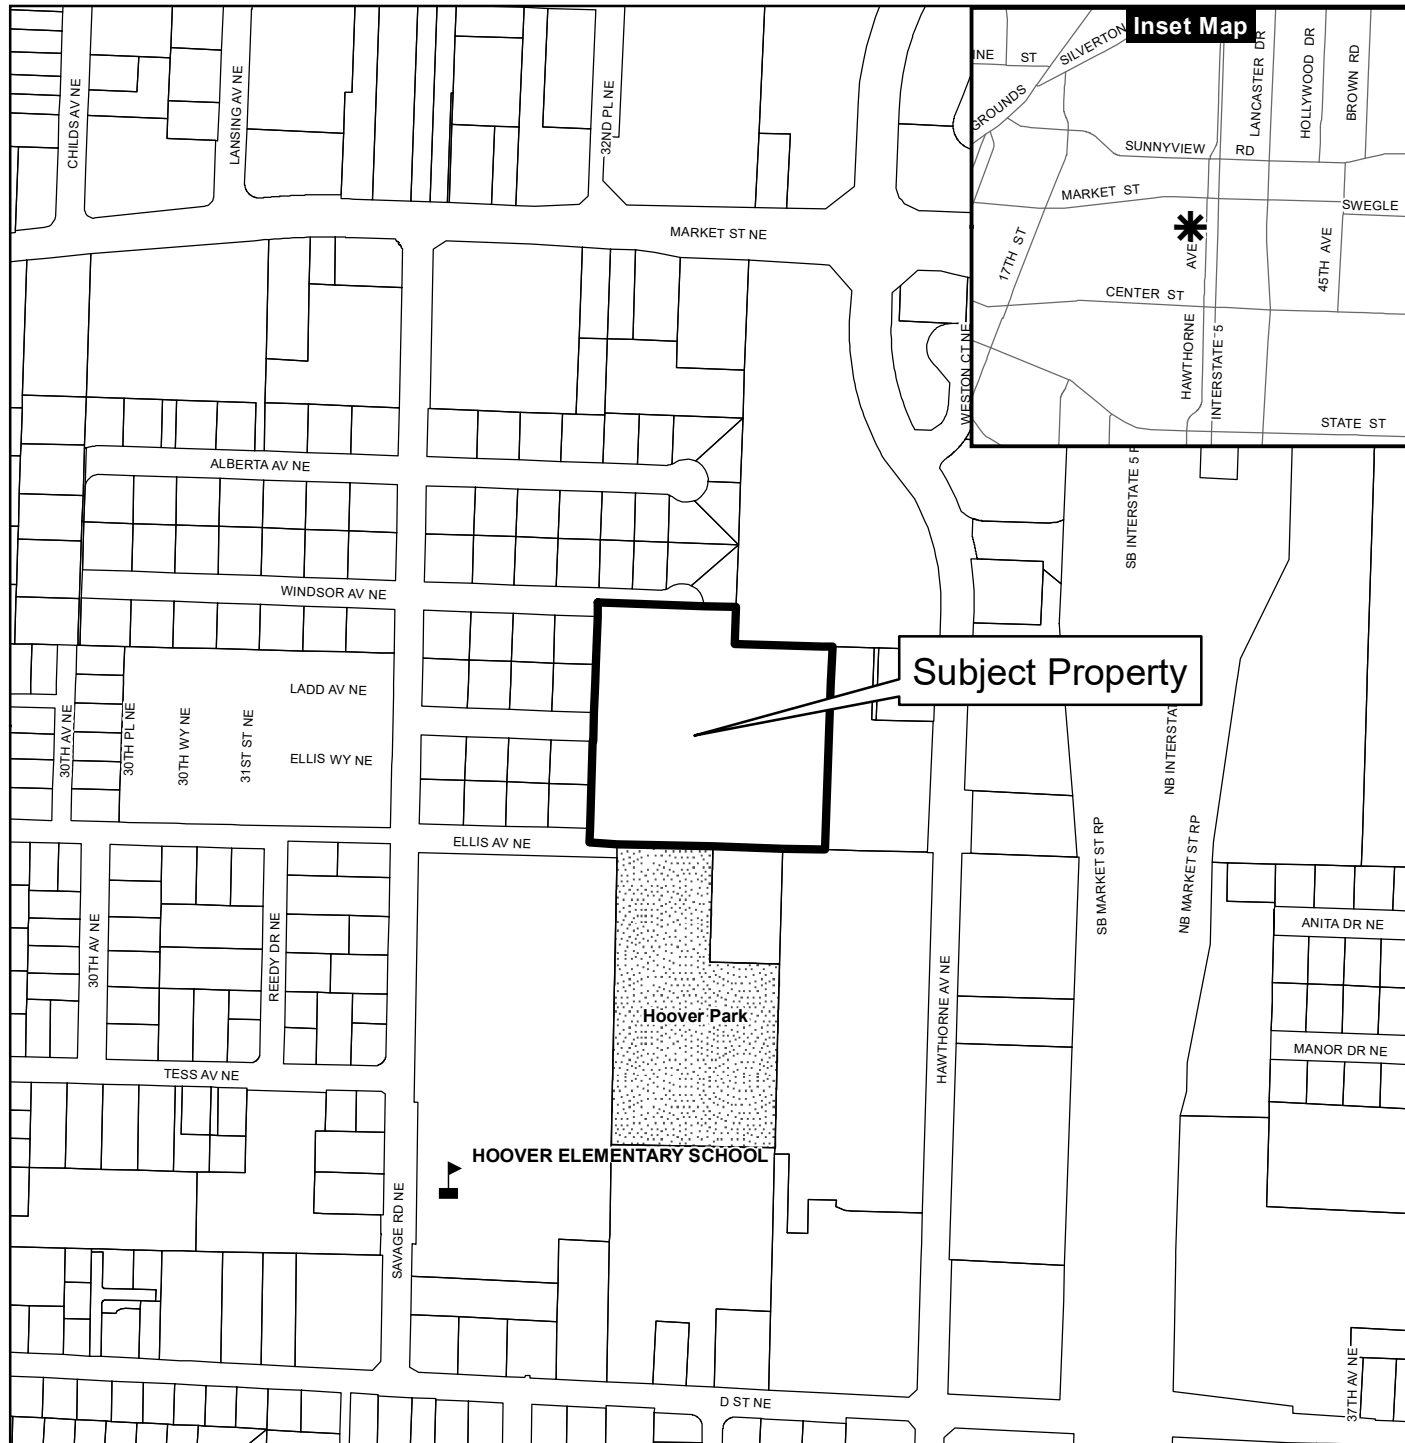 Inset Map
INE ST
SILVERTON
GROUNDS
LANCASTER DR
HOLLYWOOD DR
BROWN RD
SUNNYVIEW RD
MARKET ST
SWEGLE
17TH ST
AVE
45TH AVE
CENTER ST
HAWTHORNE
INTERSTATE 5
STATE ST
CHILDS AV NE
LANSING AV NE
32ND PL NE
MARKET ST NE
WESTON CT NE
ALBERTA AV NE
SB INTERSTATE 5
WINDSOR AV NE
Subject Property
LADD AV NE
30TH AV NE
30TH PL NE
30TH WY NE
31ST ST NE
ELLIS WY NE
NB INTERSTA
ELLIS AV NE
SB MARKET ST RP
NB MARKET ST RP
30TH AV NE
REEDY DR NE
ANITA DR NE
HAWTHORNE AV NE
Hoover Park
MANOR DR NE
TESS AV NE
HOOVER ELEMENTARY SCHOOL
SAVAGE RD NE
D ST NE
37TH AV NE